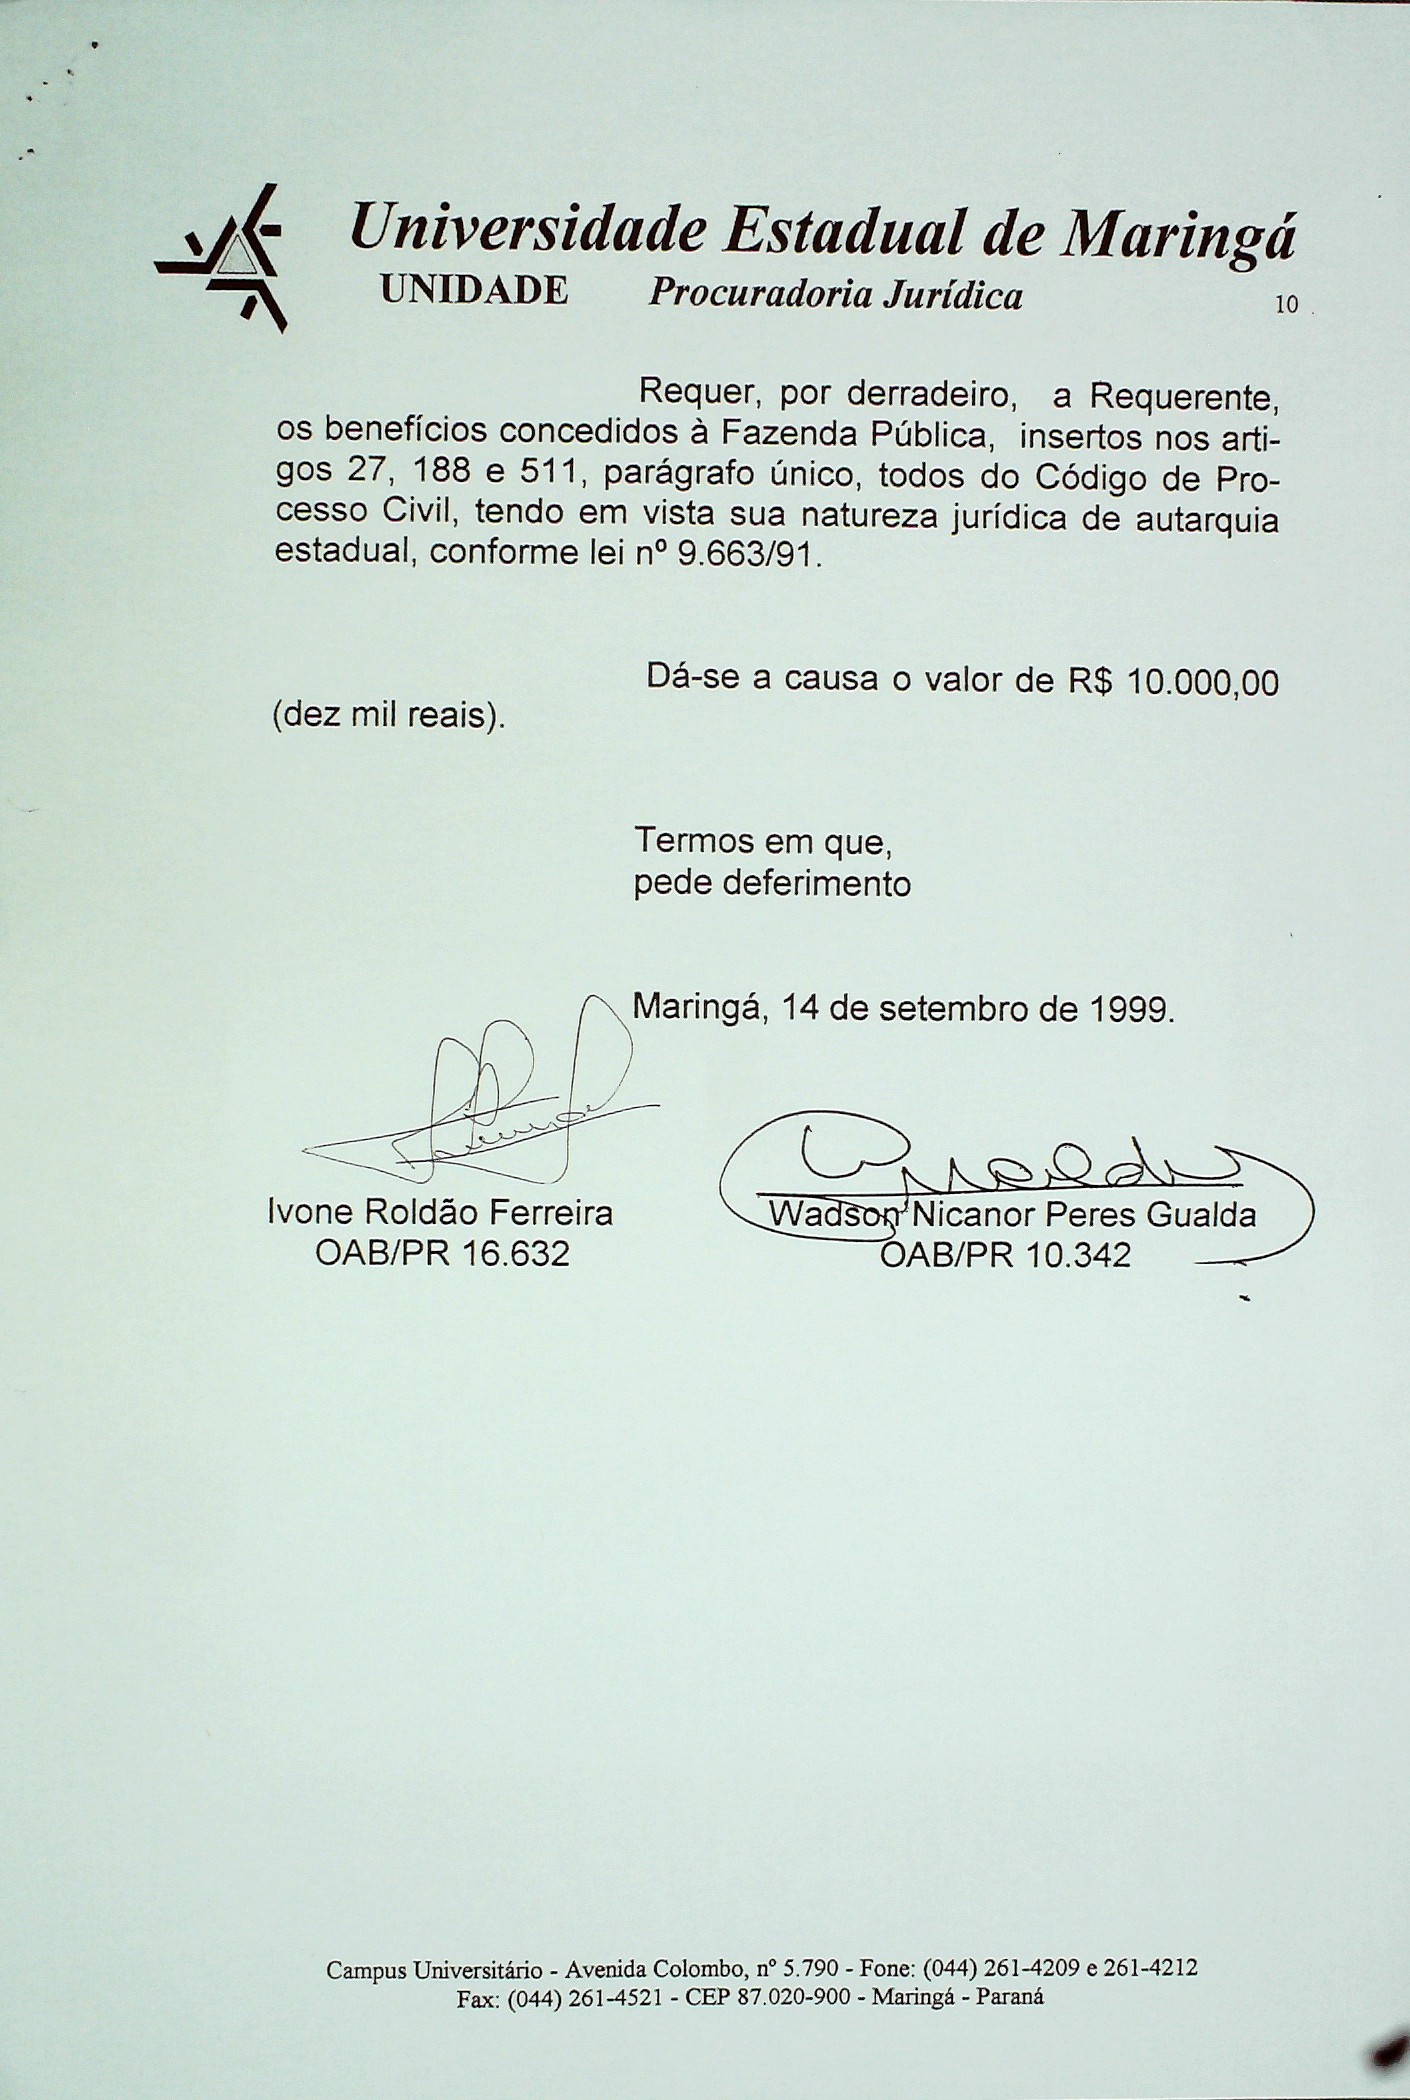 Universidade Estadual de Maringá
UNIDADE Procuradoria Jurídica 10
Requer, por derradeiro, a Requerente,
os benefícios concedidos à Fazenda Pública, insertos nos arti-
gos 27, 188 e 511, parágrafo único, todos do Código de Pro-
cesso Civil, tendo em vista sua natureza jurídica de autarquia
estadual, conforme lei nº 9.663/91.
Dá-se a causa o valor de R$ 10.000,00
(dez mil reais).
Termos em que,
pede deferimento
Maringá, 14 de setembro de 1999.
Ivone Roldão Ferreira Wadson Nicanor Peres Gualda
OAB/PR 16.632 OAB/PR 10.342
Campus Universitário - Avenida Colombo, nº 5.790 - Fone: (044) 261-4209 e 261-4212
Fax: (044) 261-4521 - CEP 87.020-900 - Maringá - Paraná